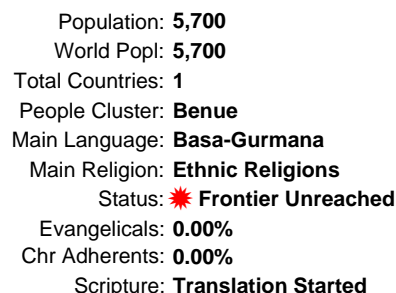 Population: 5,700
World Popl: 5,700
Total Countries: 1
People Cluster: Benue
Main Language: Basa-Gurmana
Main Religion: Ethnic Religions
Status: Frontier Unreached
Evangelicals: 0.00%
Chr Adherents: 0.00%
Scripture: Translation Started